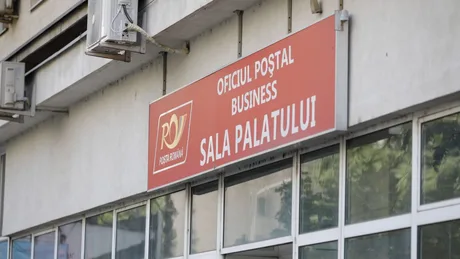 OFICIUL POŞTAL
BUSINESS
SALA PALATULUI
POŞTA ROMÂNĂ